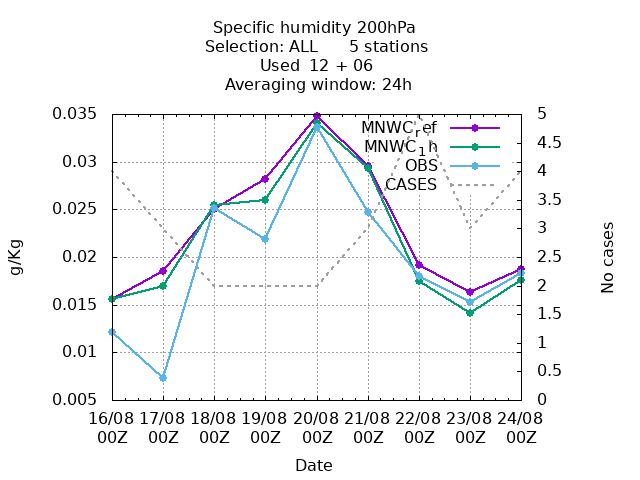 Specific humidity 200hPa
Selection: ALL 5 stations
Used 12 + 06
Averaging window: 24h
0.035
0.03
0.025
0.02
0.015
0.01
0.005
5
4.5
4
3.5
3
2.5
2
1.5
1
0.5
0
MNWCref
MNWC1h
OBS
CASES
g/Kg
No cases
16/08 17/08 18/08 19/08 20/08 21/08 22/08 23/08 24/08
00Z 00Z 00Z 00Z 00Z 00Z 00Z 00Z 00Z
Date